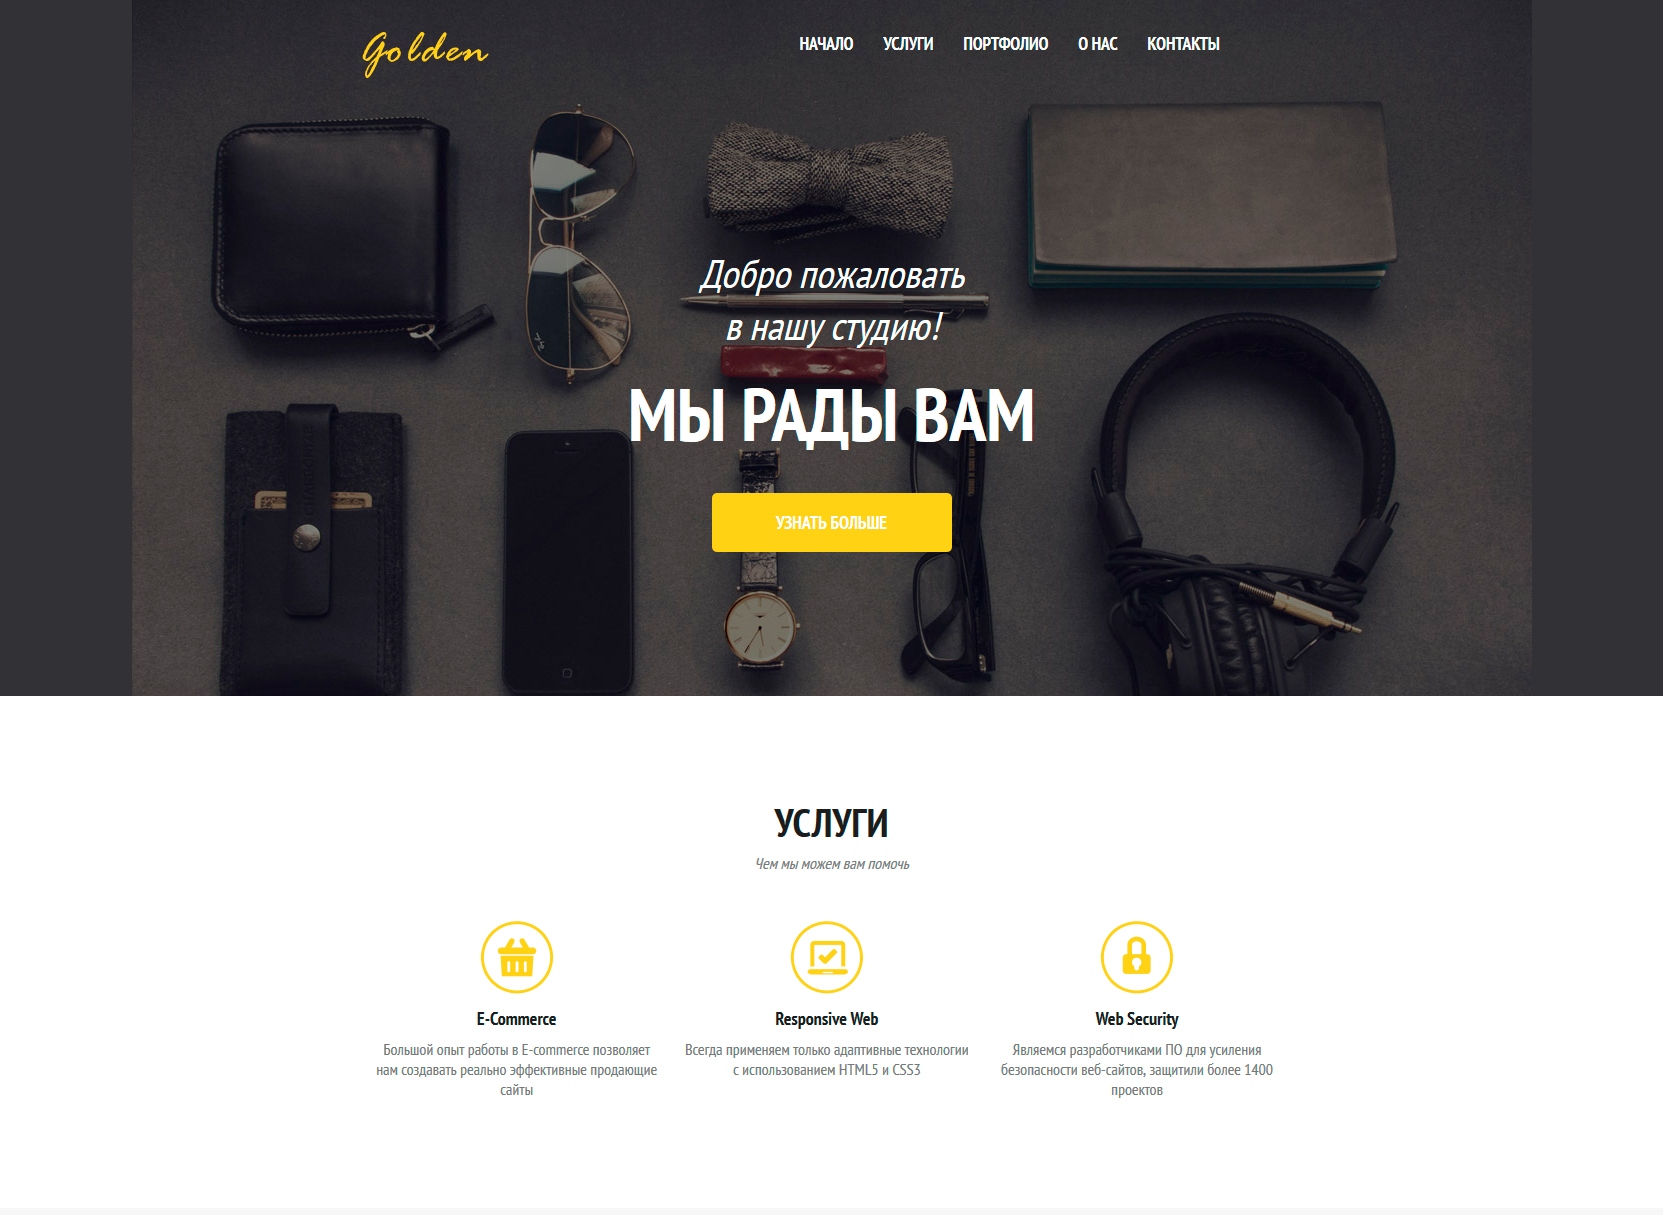 Golden
НАЧАЛО УСЛУГИ ПОРТФОЛИО О НАС КОНТАКТЫ
Добро пожаловать
в нашу студию!
МЫ РАДЫ ВАМ
УЗНАТЬ БОЛЬШЕ
УСЛУГИ
Чем мы можем вам помочь
E-Commerce
Большой опыт работы в E-commerce позволяет
нам создавать реально эффективные продающие
сайты
Responsive Web
Всегда применяем только адаптивные технологии
с использованием HTML5 и CSS3
Web Security
Являемся разработчиками ПО для усиления
безопасности веб-сайтов, защитили более 1400
проектов